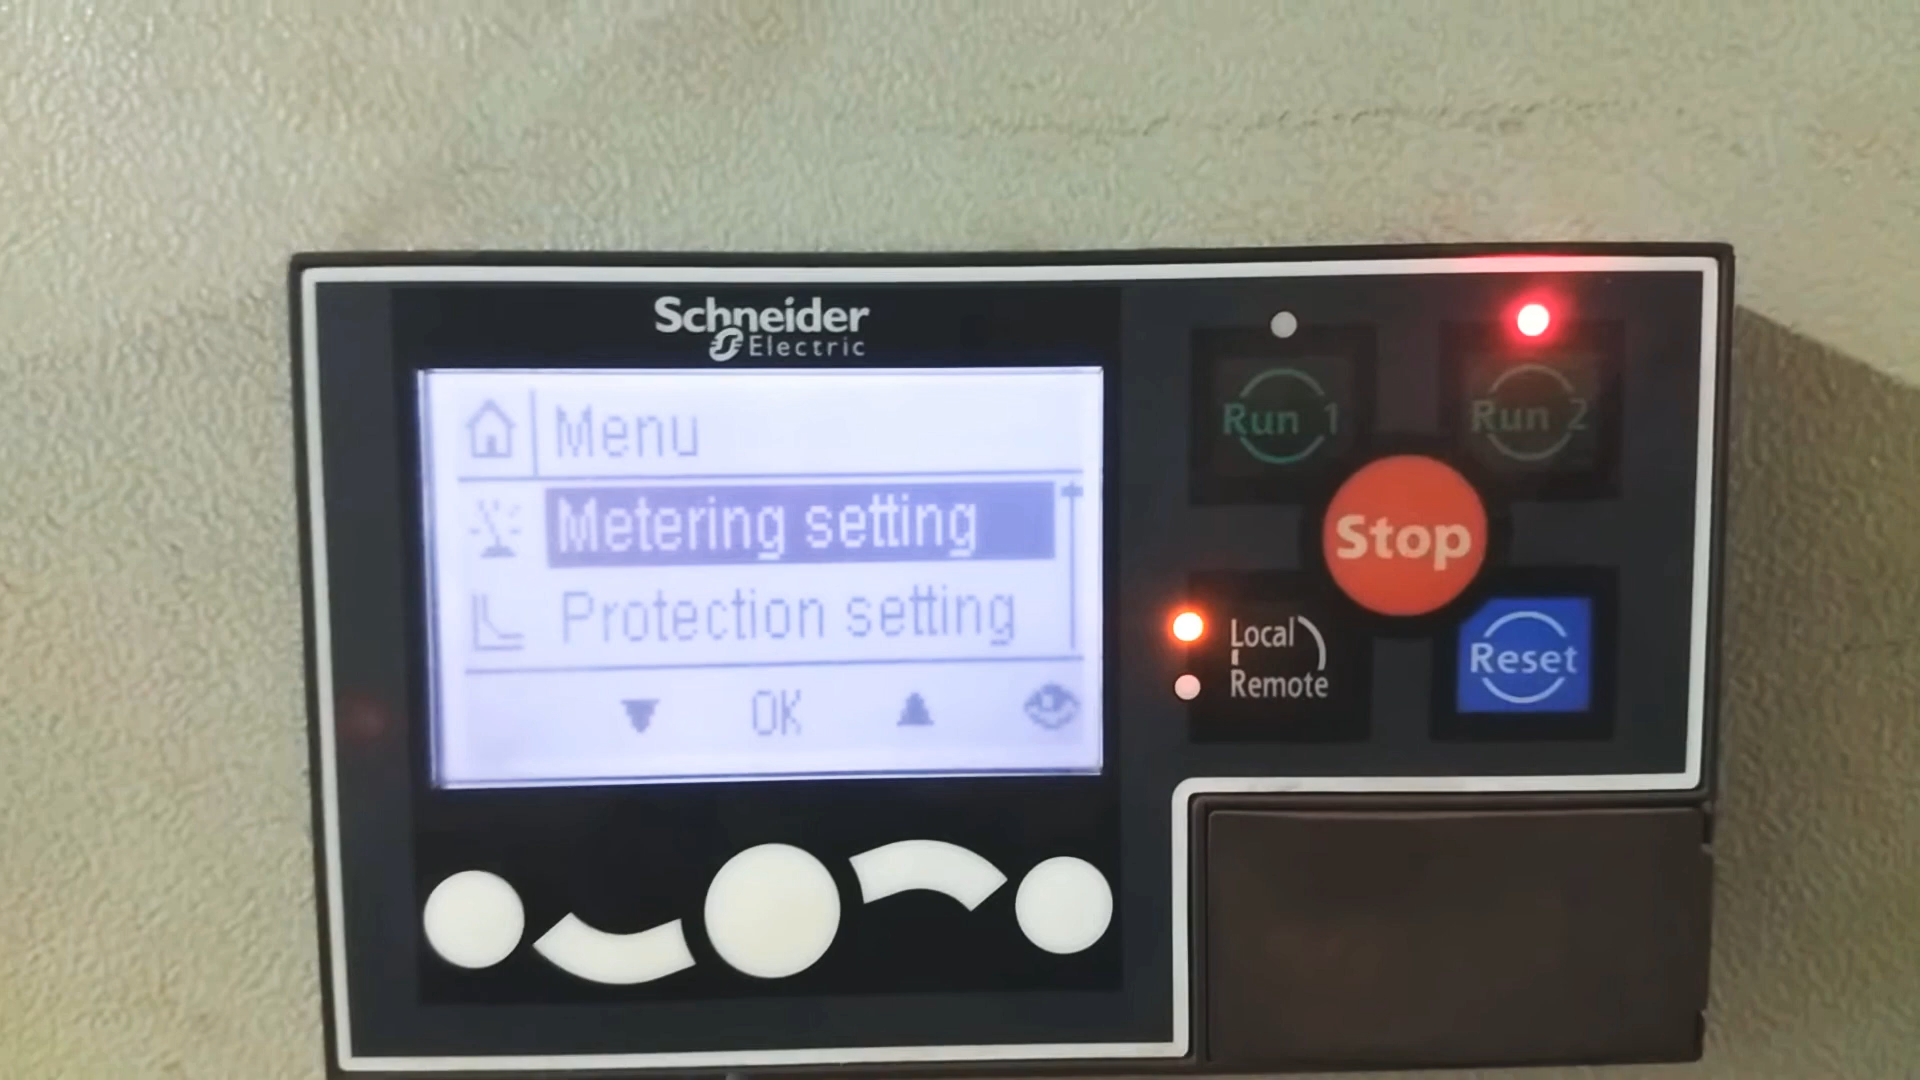 Schneider
Electric
Menu
Metering setting
Protection setting
OK
Run 1
Run 2
Stop
Local
Remote
Reset